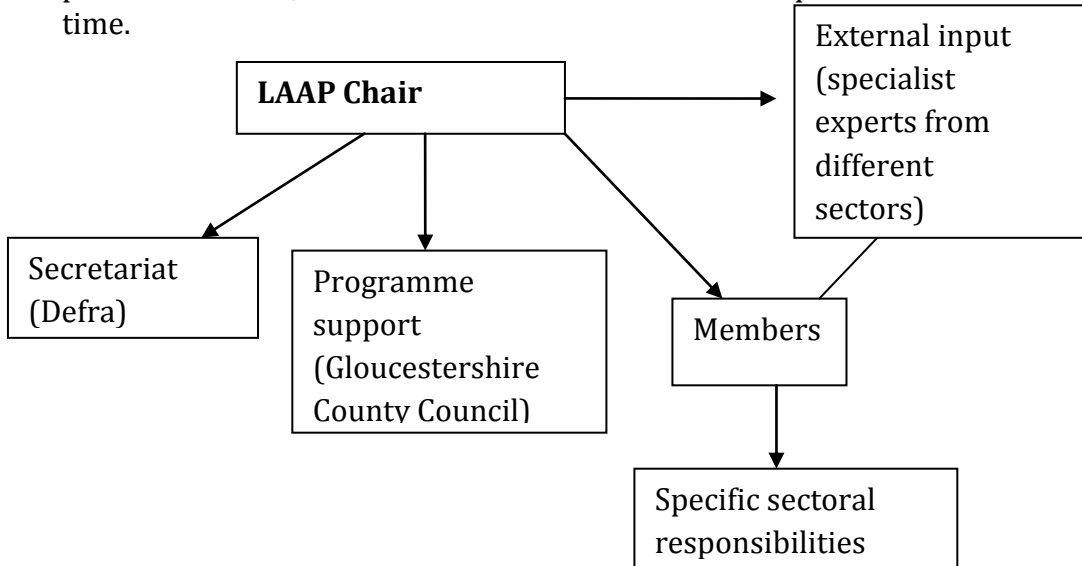 time.
External input
(specialist
experts from
different
sectors)
LAAP Chair
Secretariat
(Defra)
Programme
support
(Gloucestershire
County Council)
Members
Specific sectoral
responsibilities